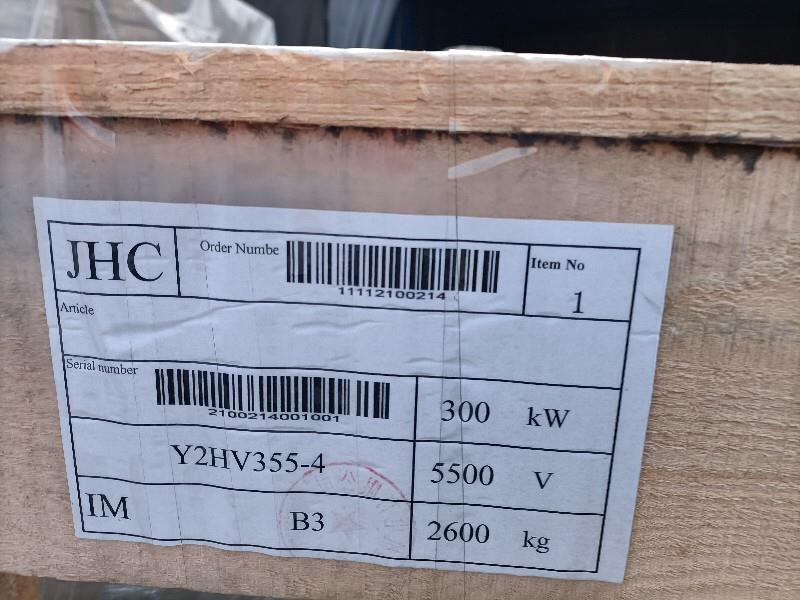 JHC
Order Numbe
11112100214
Item No
1
Article
Serial number
2100214001001
300 kW
Y2HV355-4
5500 V
IM B3
2600 kg